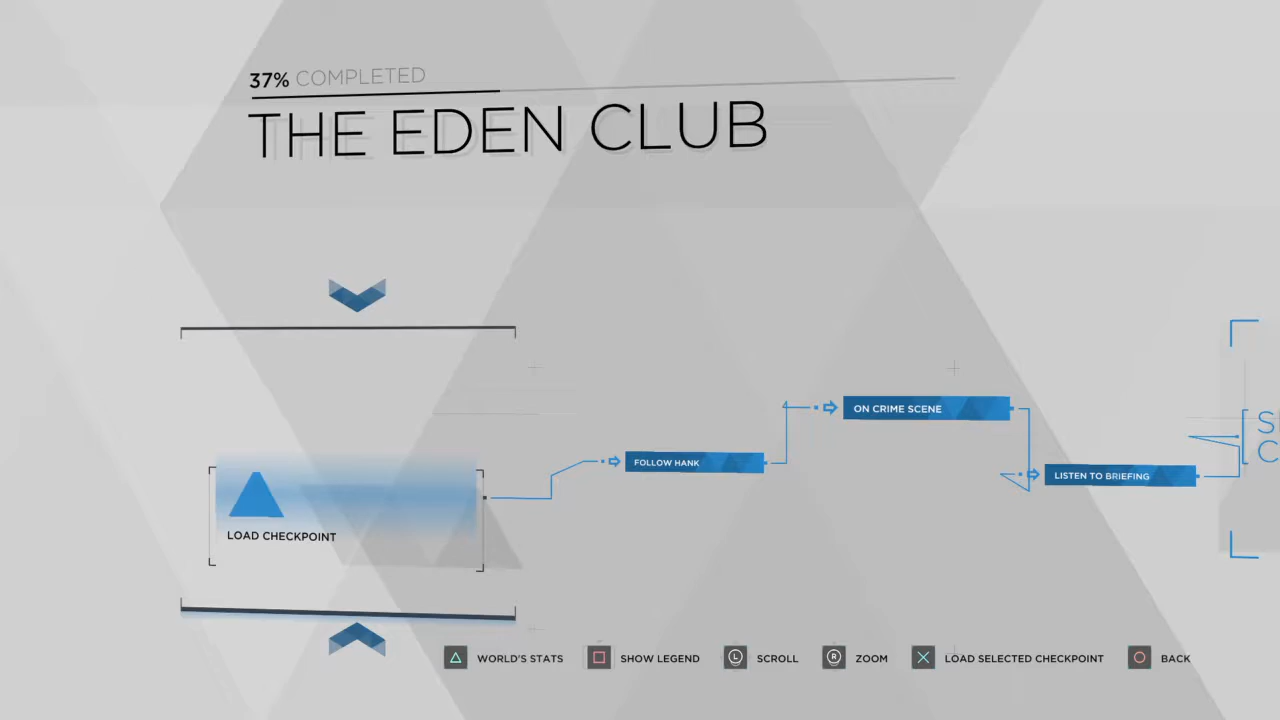 37% COMPLETED
THE EDEN CLUB
ON CRIME SCENE
FOLLOW HANK
LISTEN TO BRIEFING
LOAD CHECKPOINT
WORLD'S STATS
SHOW LEGEND
L SCROLL
R ZOOM
LOAD SELECTED CHECKPOINT
BACK